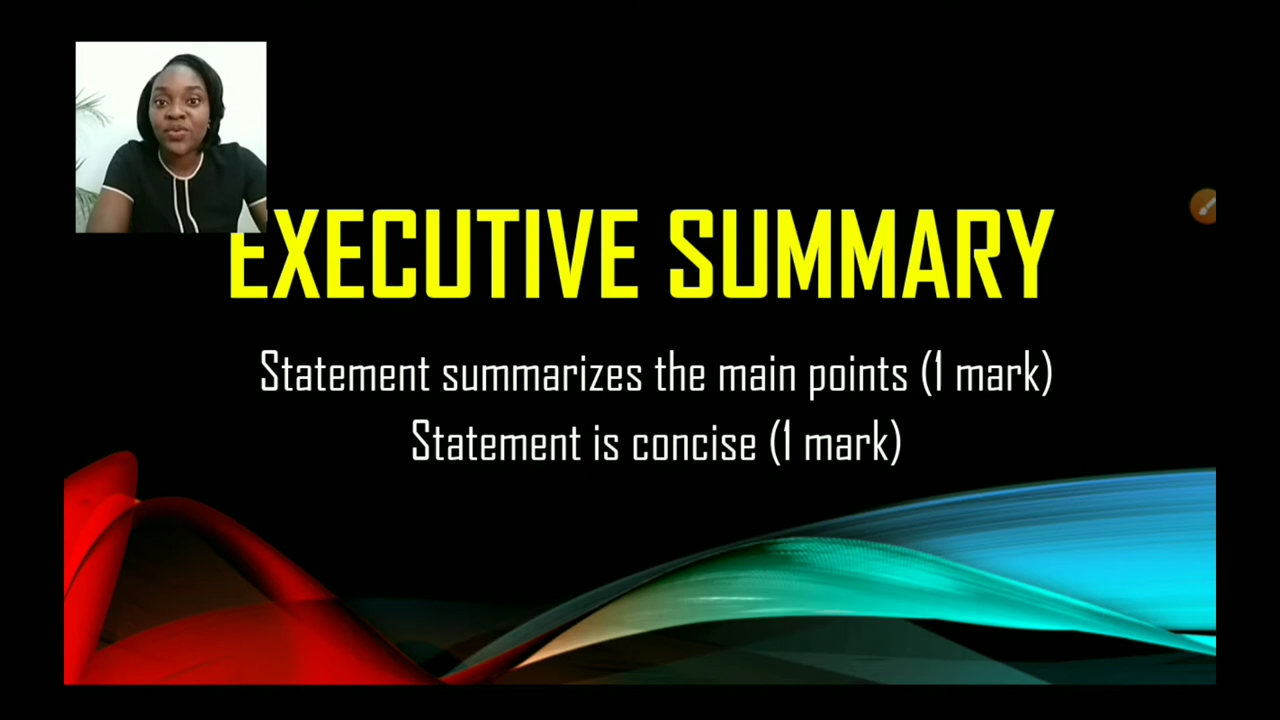 EXECUTIVE SUMMARY
Statement summarizes the main points (1 mark)
Statement is concise (1 mark)